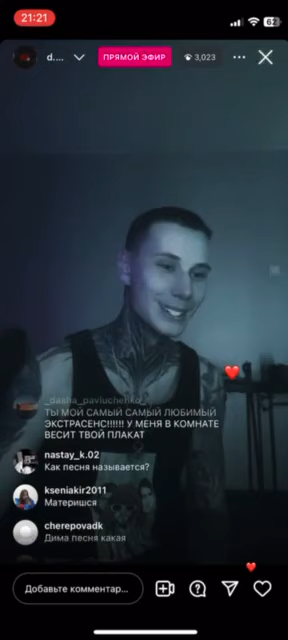 21:21
62
d....
ПРЯМОЙ ЭФИР
3,023
_dasha_pavluchenko_
ТЫ МОЙ САМЫЙ САМЫЙ ЛЮБИМЫЙ
ЭКСТРАСЕНС!!!!!! У МЕНЯ В КОМНАТЕ
ВЕСИТ ТВОЙ ПЛАКАТ
nastay_k.02
Как песня называется?
kseniakir2011
Материшся
cherepovadk
Дима песня какая
Добавьте комментар...